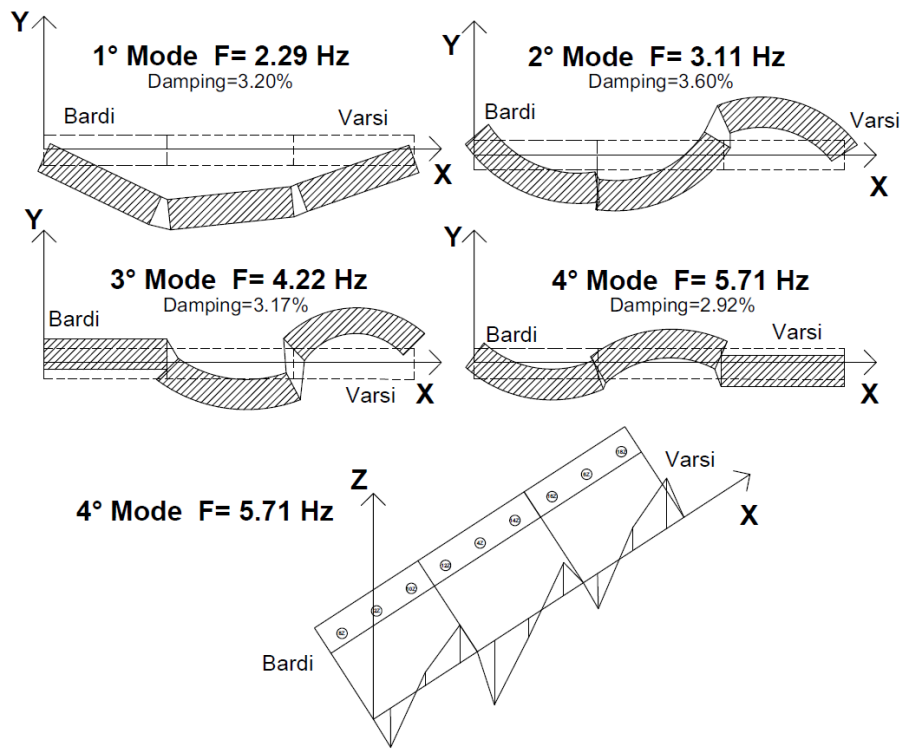 Y
1° Mode F= 2.29 Hz
Damping=3.20%
Bardi
Varsi
X
Y
2° Mode F= 3.11 Hz
Damping=3.60%
Bardi
Varsi
X
Y
3° Mode F= 4.22 Hz
Damping=3.17%
Bardi
Varsi
X
Y
4° Mode F= 5.71 Hz
Damping=2.92%
Bardi
Varsi
X
4° Mode F= 5.71 Hz
Z
Varsi
X
Bardi